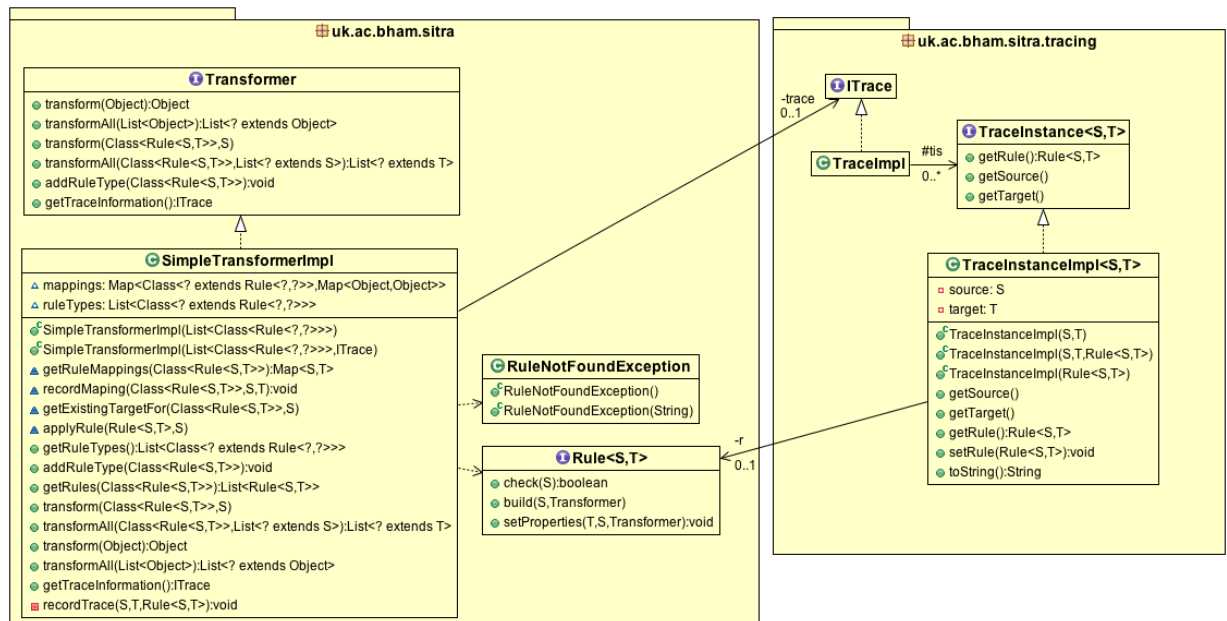 uk.ac.bham.sitra
I Transformer
transform(Object):Object
transformAll(List<Object>):List<? extends Object>
transform(Class<Rule<S,T>>,S)
transformAll(Class<Rule<S,T>>,List<? extends S>):List<? extends T>
addRuleType(Class<Rule<S,T>>):void
getTraceInformation():ITrace
C SimpleTransformerImpl
mappings: Map<Class<? extends Rule<?,?>>,Map<Object,Object>>
ruleTypes: List<Class<? extends Rule<?,?>>>
C SimpleTransformerImpl(List<Class<Rule<?,?>>>)
C SimpleTransformerImpl(List<Class<Rule<?,?>>>,ITrace)
getRuleMappings(Class<Rule<S,T>>):Map<S,T>
recordMaping(Class<Rule<S,T>>,S,T):void
getExistingTargetFor(Class<Rule<S,T>>,S)
applyRule(Rule<S,T>,S)
getRuleTypes():List<Class<? extends Rule<?,?>>>
addRuleType(Class<Rule<S,T>>):void
getRules(Class<Rule<S,T>>):List<Rule<S,T>>
transform(Class<Rule<S,T>>,S)
transformAll(Class<Rule<S,T>>,List<? extends S>):List<? extends T>
transform(Object):Object
transformAll(List<Object>):List<? extends Object>
getTraceInformation():ITrace
recordTrace(S,T,Rule<S,T>):void
C RuleNotFoundException
C RuleNotFoundException()
C RuleNotFoundException(String)
I Rule<S,T>
check(S):boolean
build(S,Transformer)
setProperties(T,S,Transformer):void
uk.ac.bham.sitra.tracing
-trace
0..1
I ITrace
C TraceImpl
#tis
0..*
I TraceInstance<S,T>
getRule():Rule<S,T>
getSource()
getTarget()
C TraceInstanceImpl<S,T>
source: S
target: T
C TraceInstanceImpl(S,T)
C TraceInstanceImpl(S,T,Rule<S,T>)
C TraceInstanceImpl(Rule<S,T>)
getSource()
getTarget()
getRule():Rule<S,T>
setRule(Rule<S,T>):void
toString():String
-r
0..1